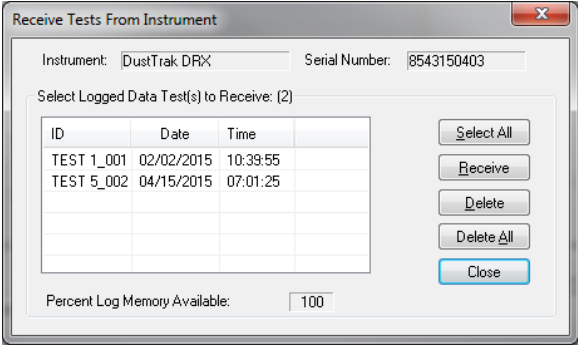 Receive Tests From Instrument
Instrument: DustTrak DRX Serial Number: 8543150403
Select Logged Data Test(s) to Receive: (2)
ID Date Time
TEST 1_001 02/02/2015 10:39:55
TEST 5_002 04/15/2015 07:01:25
Select All
Receive
Delete
Delete All
Close
Percent Log Memory Available: 100